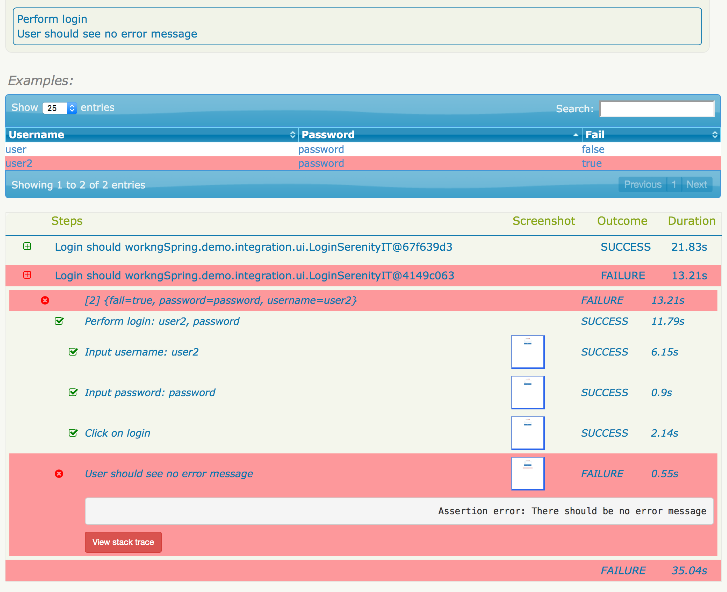 Perform login
User should see no error message
Examples:
Show 25 entries Search:
Username Password Fail
user password false
user2 password true
Showing 1 to 2 of 2 entries Previous 1 Next
Steps Screenshot Outcome Duration
Login should workngSpring.demo.integration.ui.LoginSerenityIT@67f639d3 SUCCESS 21.83s
Login should workngSpring.demo.integration.ui.LoginSerenityIT@4149c063 FAILURE 13.21s
[2] {fail=true, password=password, username=user2} FAILURE 13.21s
Perform login: user2, password SUCCESS 11.79s
Input username: user2 SUCCESS 6.15s
Input password: password SUCCESS 0.9s
Click on login SUCCESS 2.14s
User should see no error message FAILURE 0.55s
Assertion error: There should be no error message
View stack trace
FAILURE 35.04s